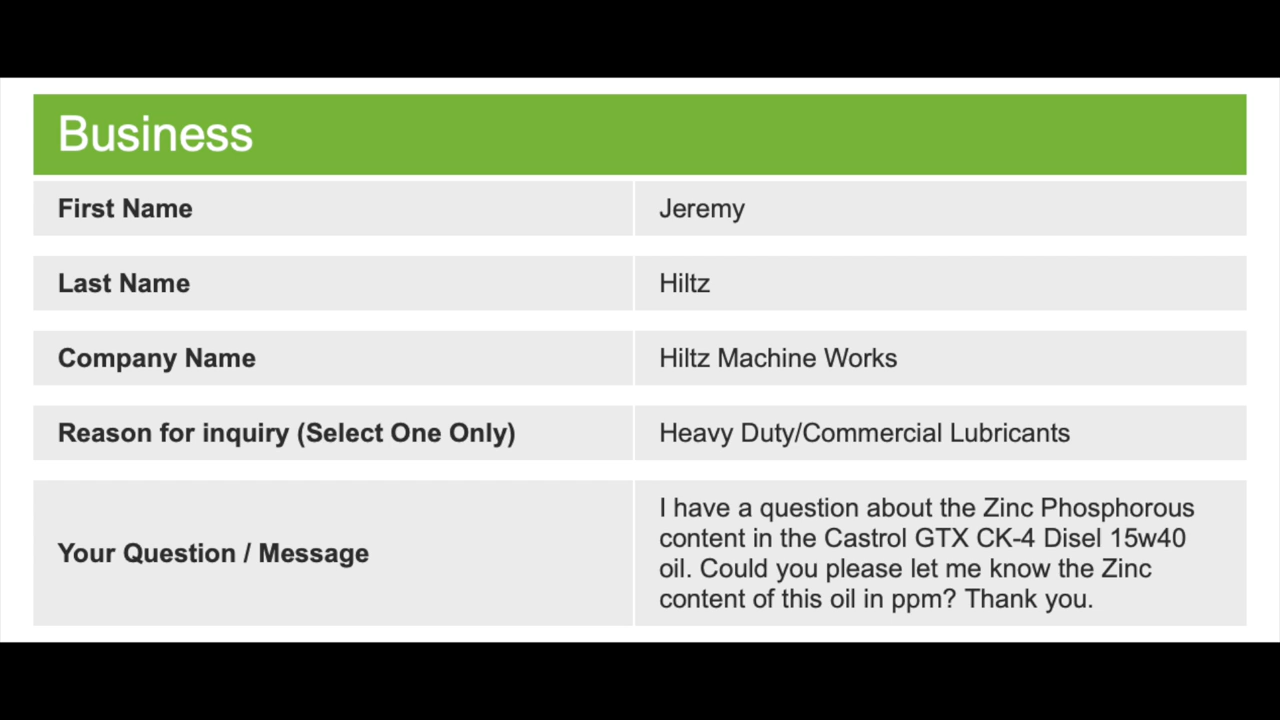 Business
First Name Jeremy
Last Name Hiltz
Company Name Hiltz Machine Works
Reason for inquiry (Select One Only) Heavy Duty/Commercial Lubricants
Your Question / Message
I have a question about the Zinc Phosphorous
content in the Castrol GTX CK-4 Disel 15w40
oil. Could you please let me know the Zinc
content of this oil in ppm? Thank you.